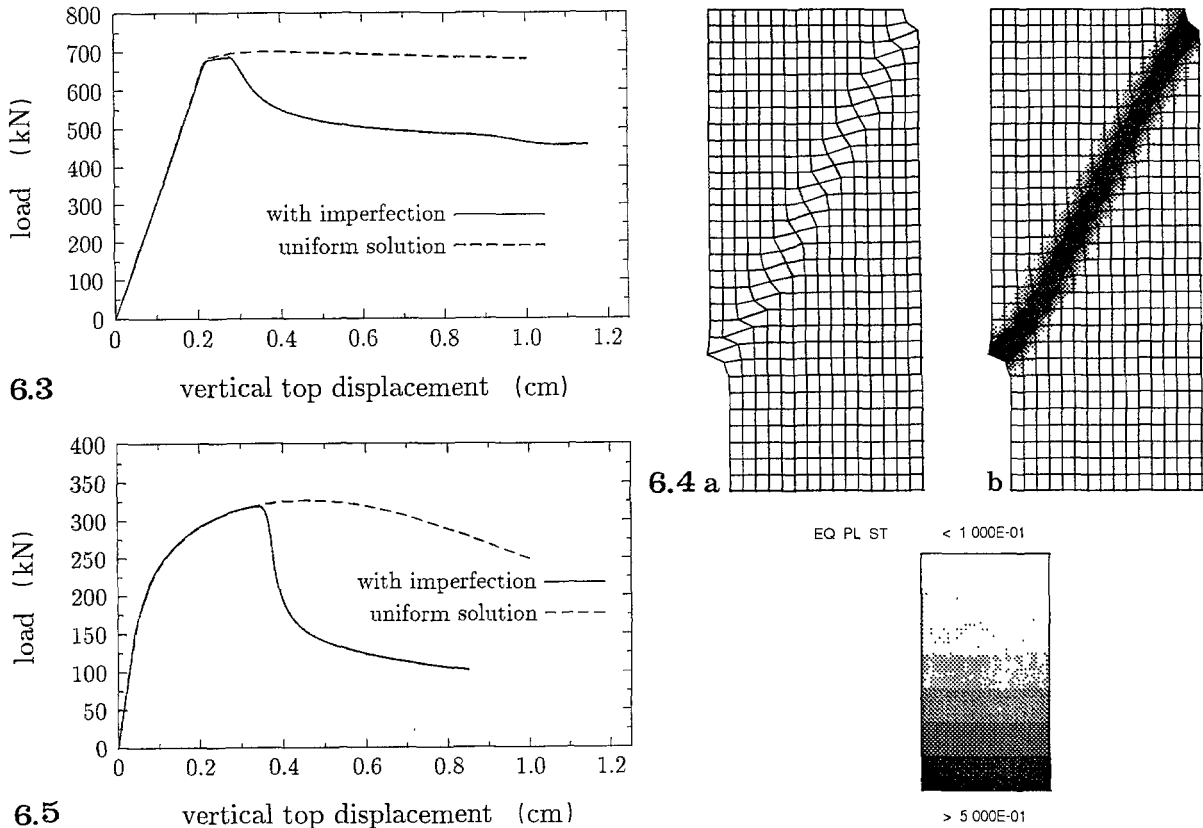 800
700
600
500
400
300
200
100
0
load (kN)
with imperfection
uniform solution
0 0.2 0.4 0.6 0.8 1.0 1.2
6.3 vertical top displacement (cm)
400
350
300
250
200
150
100
50
0
load (kN)
with imperfection
uniform solution
0 0.2 0.4 0.6 0.8 1.0 1.2
6.5 vertical top displacement (cm)
6.4 a
b
EQ PL ST < 1 000E-01
> 5 000E-01